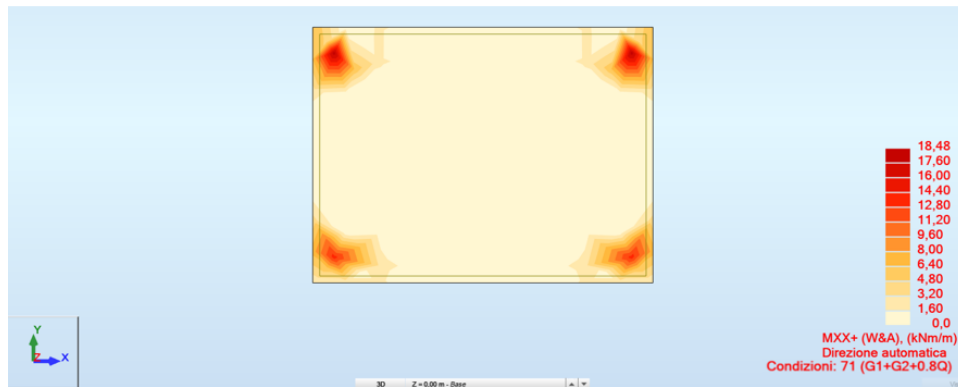 18,48
17,60
16,00
14,40
12,80
11,20
9,60
8,00
6,40
4,80
3,20
1,60
0,0
MXX+ (W&A), (kNm/m)
Direzione automatica
Condizioni: 71 (G1+G2+0.8Q)
Y
Z X
3D Z = 0,00 m - Base